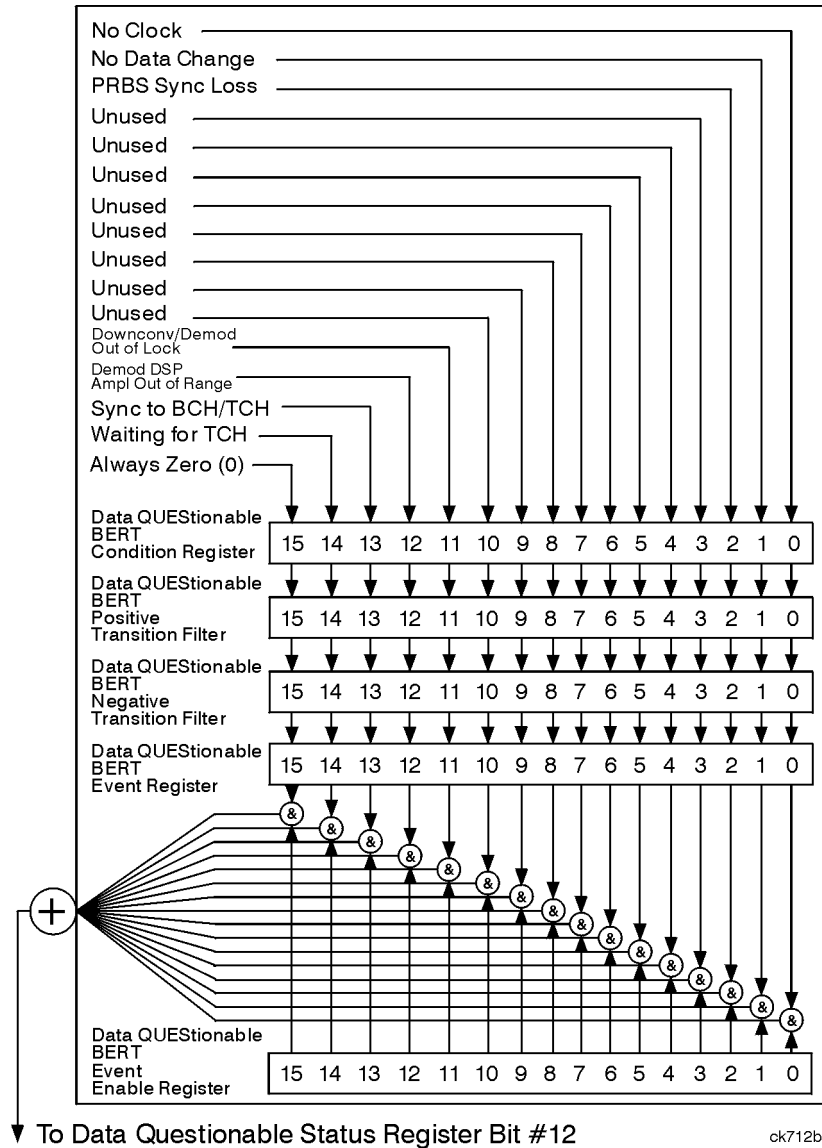 No Clock
No Data Change
PRBS Sync Loss
Unused
Unused
Unused
Unused
Unused
Unused
Unused
Unused
Downconv/Demod
Out of Lock
Demod DSP
Ampl Out of Range
Sync to BCH/TCH
Waiting for TCH
Always Zero (0)
Data QUEStionable
BERT
Condition Register
15 14 13 12 11 10 9 8 7 6 5 4 3 2 1 0
Data QUEStionable
BERT
Positive
Transition Filter
15 14 13 12 11 10 9 8 7 6 5 4 3 2 1 0
Data QUEStionable
BERT
Negative
Transition Filter
15 14 13 12 11 10 9 8 7 6 5 4 3 2 1 0
Data QUEStionable
BERT
Event Register
15 14 13 12 11 10 9 8 7 6 5 4 3 2 1 0
& & & & & & & & & & & & & & & &
+
Data QUEStionable
BERT
Event
Enable Register
15 14 13 12 11 10 9 8 7 6 5 4 3 2 1 0
To Data Questionable Status Register Bit #12
ck712b